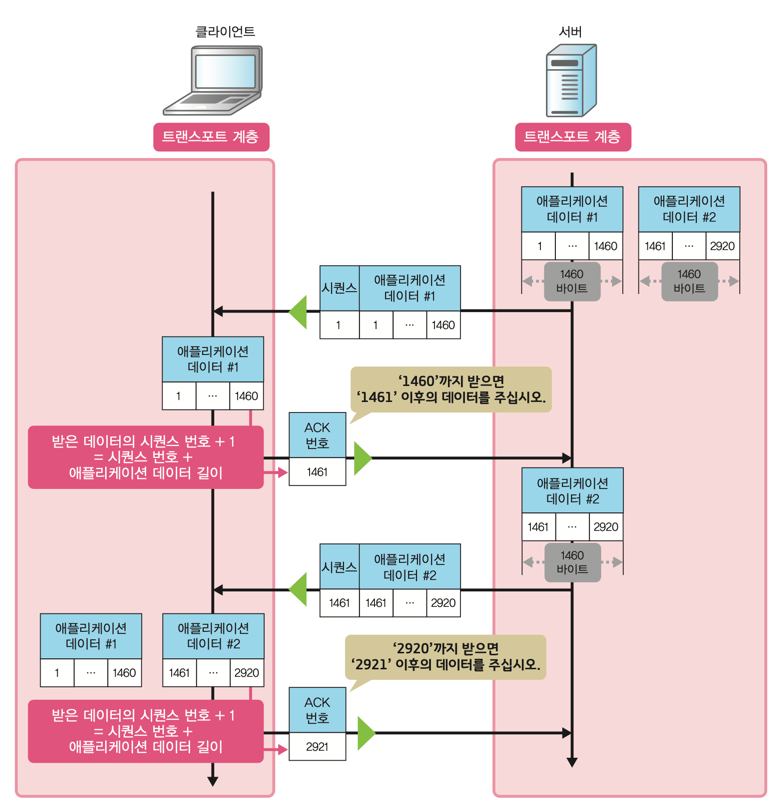 클라이언트
서버
트랜스포트 계층
트랜스포트 계층
애플리케이션
데이터 #1
1 … 1460
1460
바이트
애플리케이션
데이터 #2
1461 … 2920
1460
바이트
시퀀스
애플리케이션
데이터 #1
1 1 … 1460
애플리케이션
데이터 #1
1 … 1460
‘1460’까지 받으면
‘1461’ 이후의 데이터를 주십시오.
받은 데이터의 시퀀스 번호 + 1
= 시퀀스 번호 +
애플리케이션 데이터 길이
ACK
번호
1461
애플리케이션
데이터 #2
1461 … 2920
1460
바이트
시퀀스
애플리케이션
데이터 #2
1461 1461 … 2920
애플리케이션
데이터 #1
1 … 1460
애플리케이션
데이터 #2
1461 … 2920
‘2920’까지 받으면
‘2921’ 이후의 데이터를 주십시오.
받은 데이터의 시퀀스 번호 + 1
= 시퀀스 번호 +
애플리케이션 데이터 길이
ACK
번호
2921